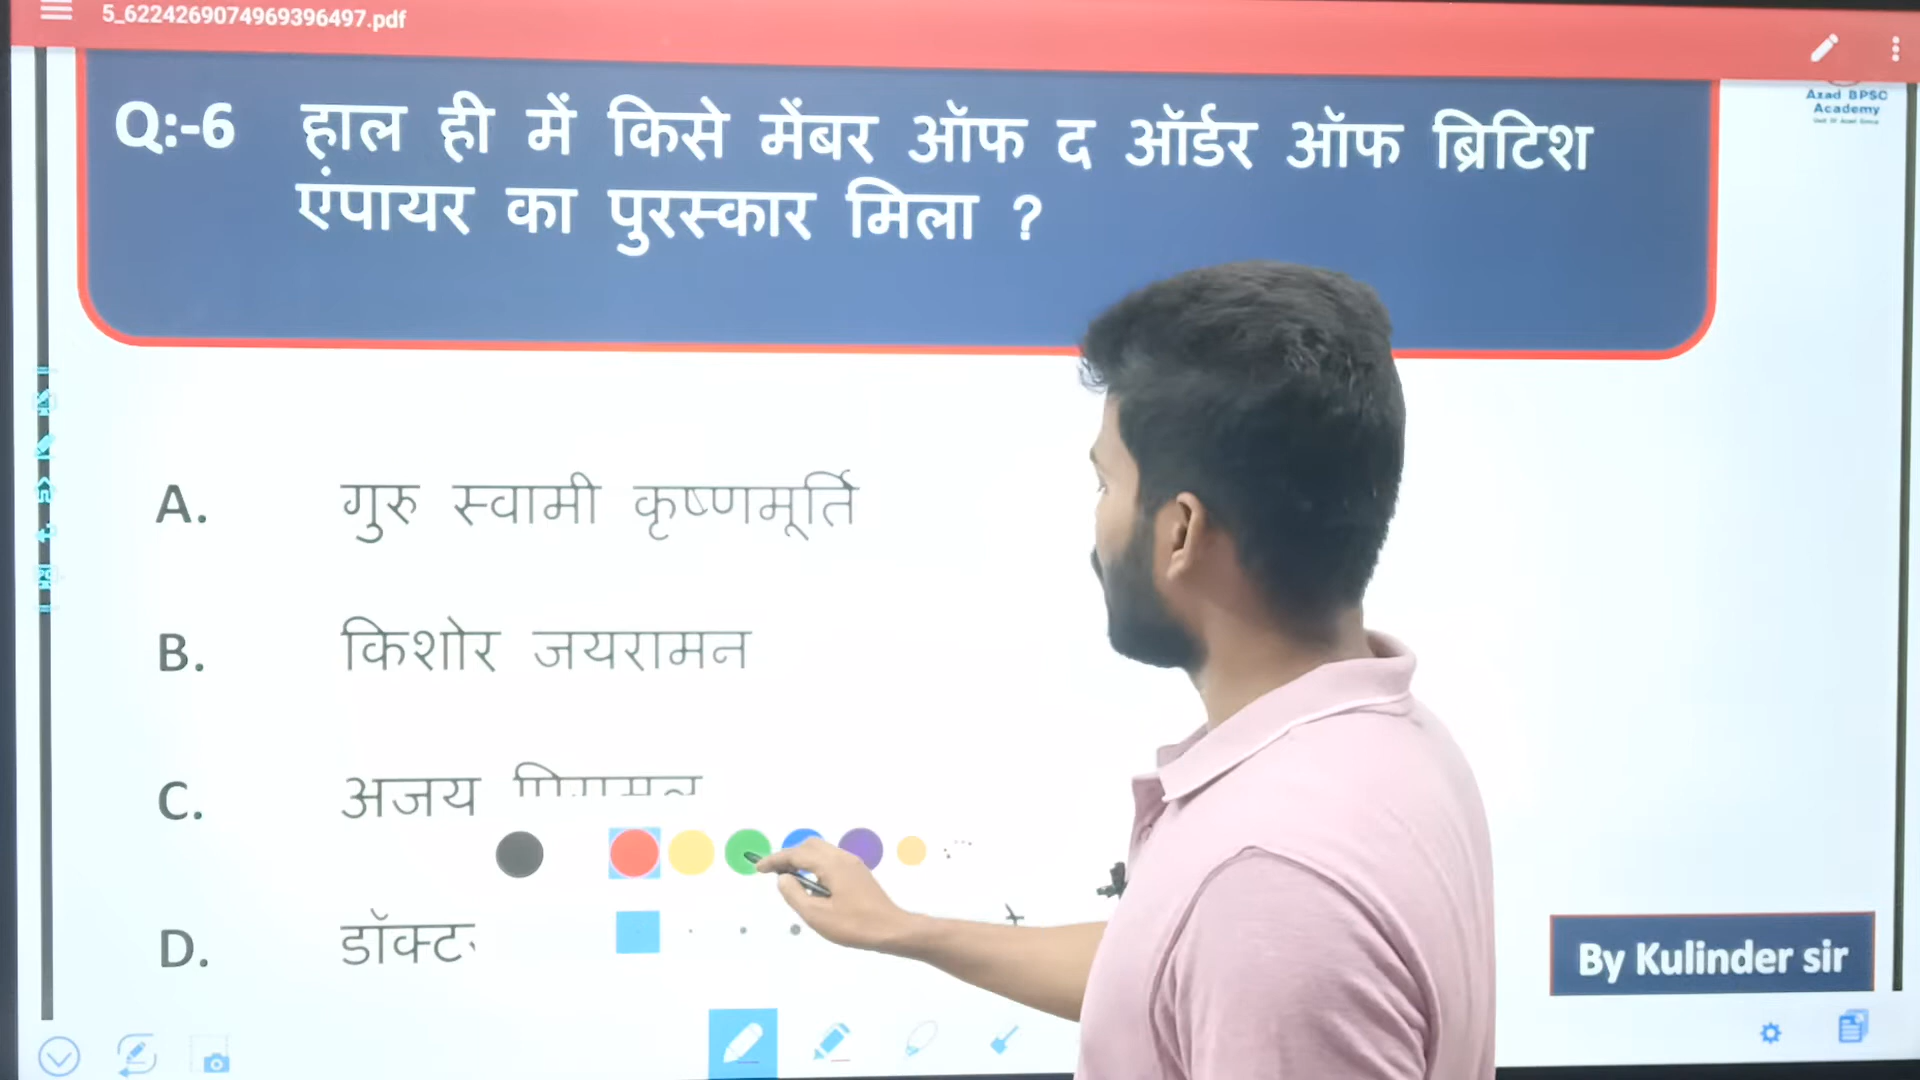 5_6224269074969396497.pdf
Azad BPSC
Academy
Q:-6 हाल ही में किसे मेंबर ऑफ द ऑर्डर ऑफ ब्रिटिश
एंपायर का पुरस्कार मिला ?
A. गुरु स्वामी कृष्णमूर्ति
B. किशोर जयरामन
C. अजय
D.
By Kulinder sir